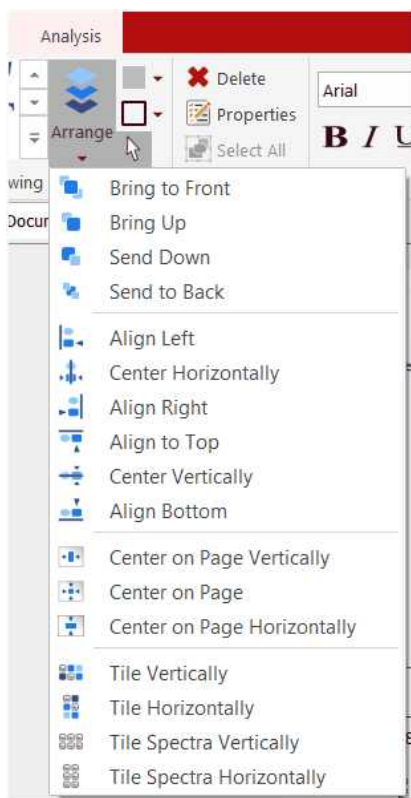 Analysis
Delete
Arial
Properties
Arrange
Select All
B I U
wing
Docur
Bring to Front
Bring Up
Send Down
Send to Back
Align Left
Center Horizontally
Align Right
Align to Top
Center Vertically
Align Bottom
Center on Page Vertically
Center on Page
Center on Page Horizontally
Tile Vertically
Tile Horizontally
Tile Spectra Vertically
Tile Spectra Horizontally